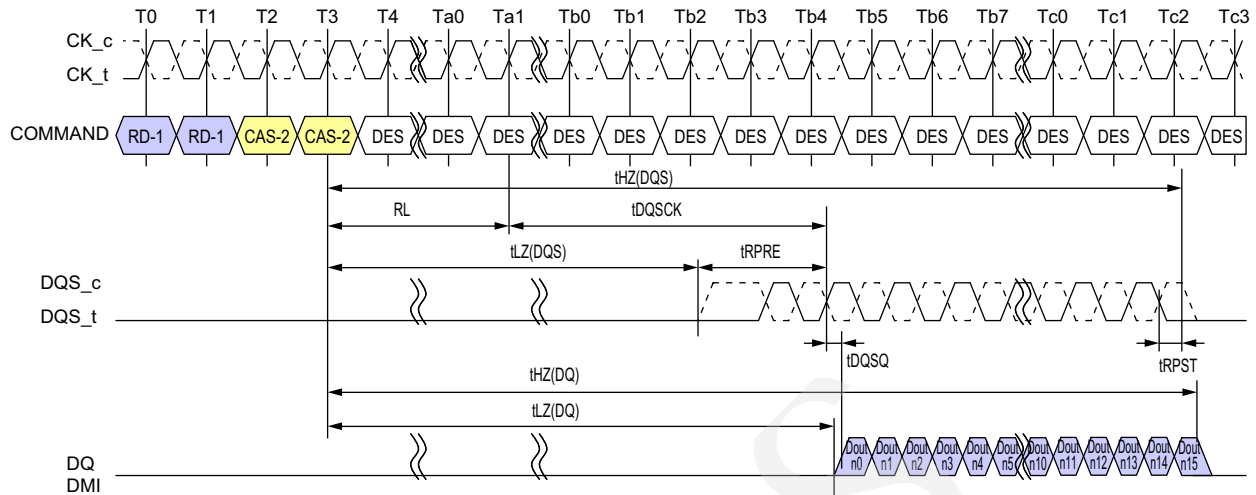 T0 T1 T2 T3 T4 Ta0 Ta1 Tb0 Tb1 Tb2 Tb3 Tb4 Tb5 Tb6 Tb7 Tc0 Tc1 Tc2 Tc3
CK_c
CK_t
COMMAND RD-1 RD-1 CAS-2 CAS-2 DES DES DES DES DES DES DES DES DES DES DES DES DES DES DES
tHZ(DQS)
RL tDQSCK
tLZ(DQS) tRPRE
DQS_c
DQS_t
tDQSQ tRPST
tHZ(DQ)
tLZ(DQ)
Dout Dout Dout Dout Dout Dout Dout Dout Dout Dout Dout Dout
n0 n1 n2 n3 n4 n5 n10 n11 n12 n13 n14 n15
DQ
DMI